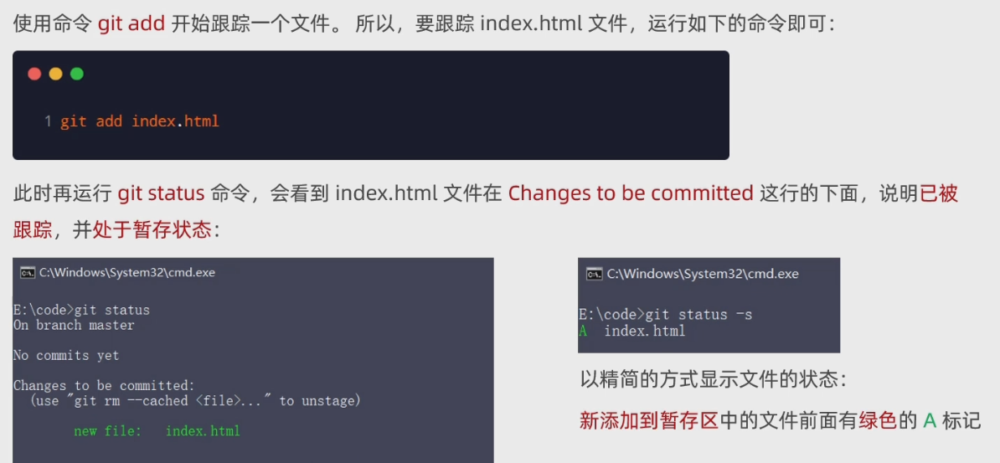 使用命令 git add 开始跟踪一个文件。 所以，要跟踪 index.html 文件，运行如下的命令即可：
1 git add index.html
此时再运行 git status 命令，会看到 index.html 文件在 Changes to be committed 这行的下面，说明已被
跟踪，并处于暂存状态：
C:\Windows\System32\cmd.exe
E:\code>git status
On branch master
No commits yet
Changes to be committed:
(use "git rm --cached <file>..." to unstage)
new file: index.html
C:\Windows\System32\cmd.exe
E:\code>git status -s
A index.html
以精简的方式显示文件的状态：
新添加到暂存区中的文件前面有绿色的 A 标记